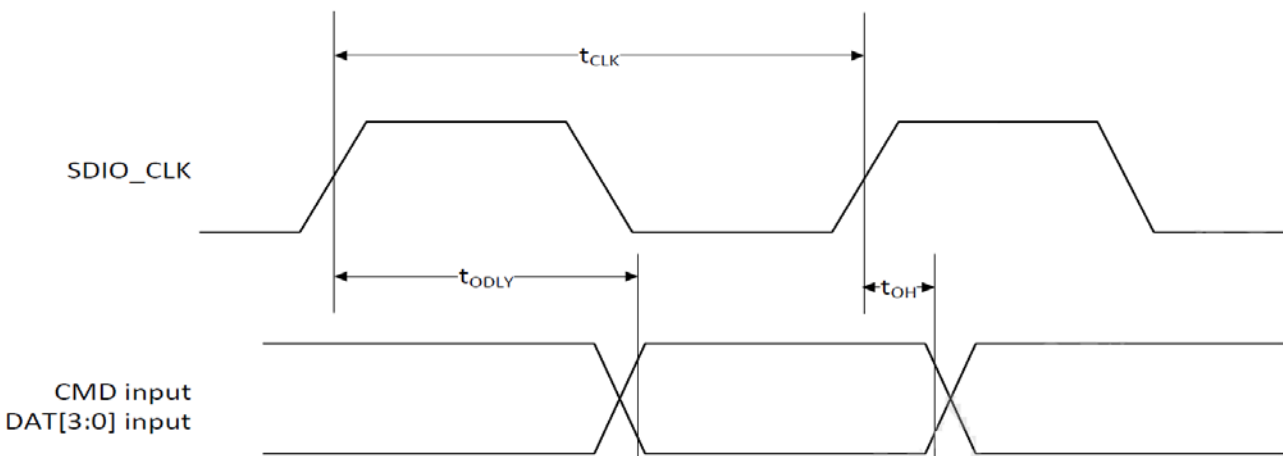 tCLK
SDIO_CLK
tODLY
tOH
CMD input
DAT[3:0] input